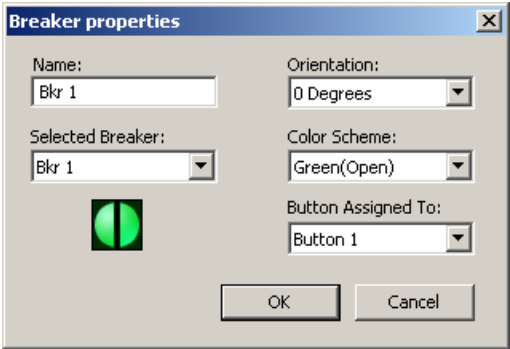 Breaker properties
Name:
Bkr 1
Orientation:
0 Degrees
Selected Breaker:
Bkr 1
Color Scheme:
Green(Open)
Button Assigned To:
Button 1
OK
Cancel